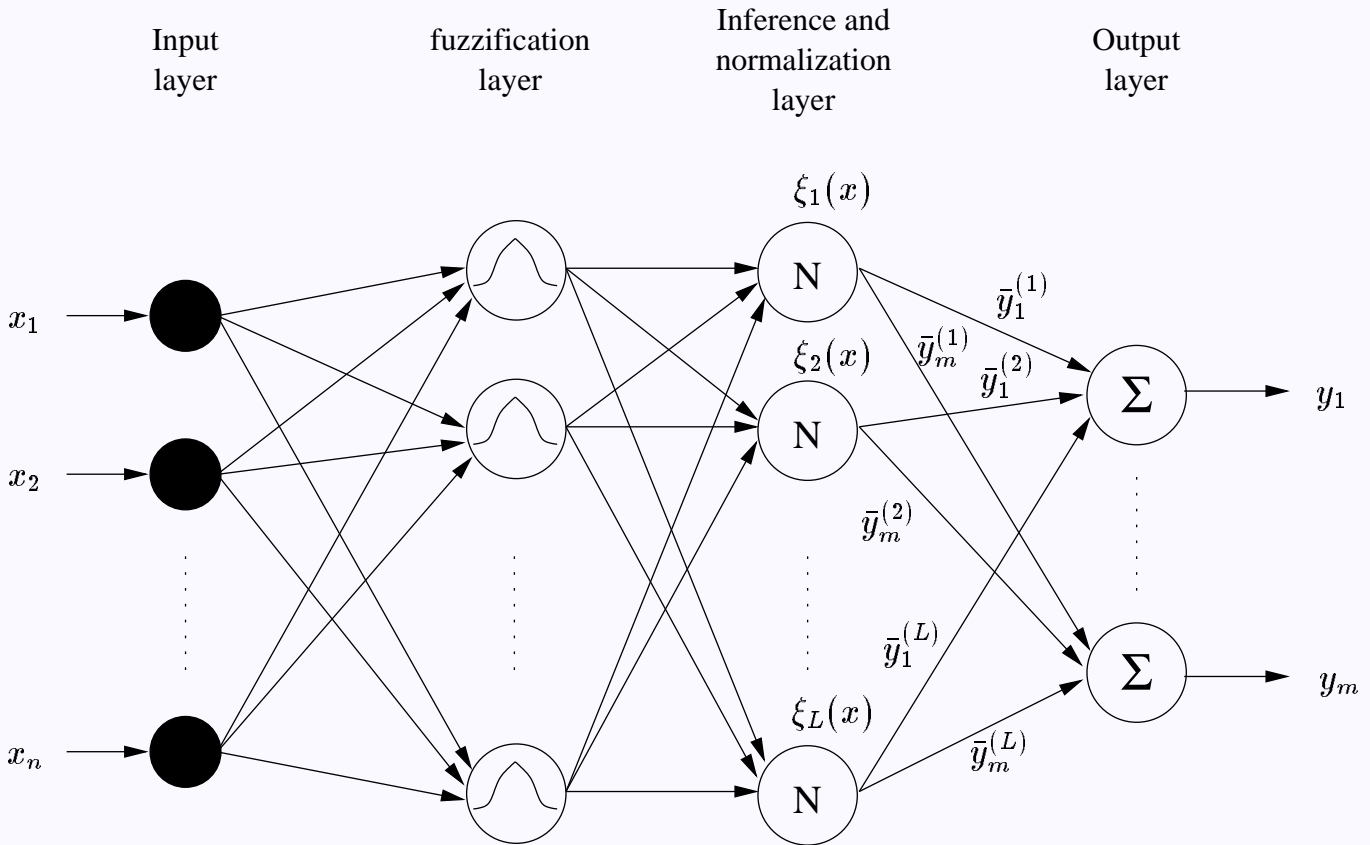 Input
layer
fuzzification
layer
Inference and
normalization
layer
Output
layer
ξ₁(x)
N
x₁
ȳ₁⁽¹⁾
ȳₘ⁽¹⁾
ξ₂(x)
ȳ₁⁽²⁾
Σ
y₁
N
x₂
ȳₘ⁽²⁾
ȳ₁⁽ᴸ⁾
Σ
yₘ
ξ_L(x)
xₙ
ȳₘ⁽ᴸ⁾
N